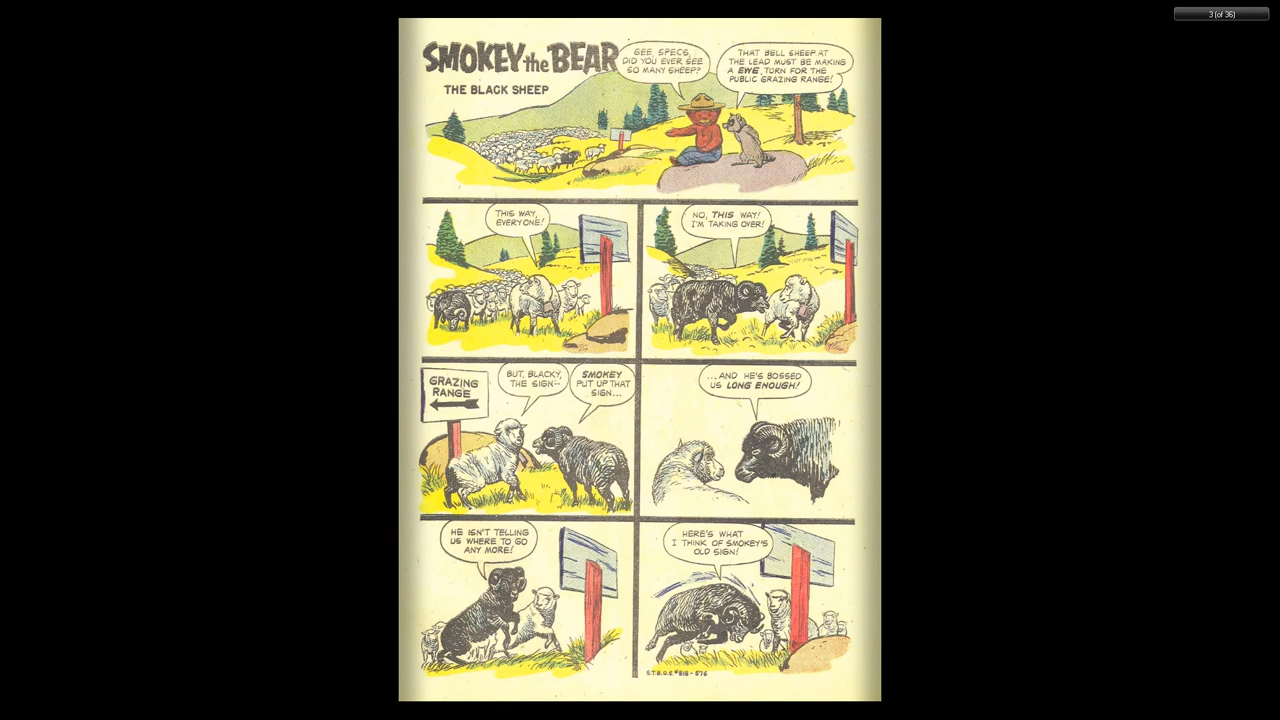 3 (of 36)
SMOKEY the BEAR
THE BLACK SHEEP
GEE, SPECS,
DID YOU EVER SEE
SO MANY SHEEP?
THAT BELL SHEEP AT
THE LEAD MUST BE MAKING
A EWE TURN FOR THE
PUBLIC GRAZING RANGE!
THIS WAY,
EVERYONE!
NO, THIS WAY!
I'M TAKING OVER!
GRAZING
RANGE
BUT, BLACKY,
THE SIGN--
SMOKEY
PUT UP THAT
SIGN...
...AND HE'S BOSSED
US LONG ENOUGH!
HE ISN'T TELLING
US WHERE TO GO
ANY MORE!
HERE'S WHAT
I THINK OF SMOKEY'S
OLD SIGN!
S.T.B.O.S.#818-576